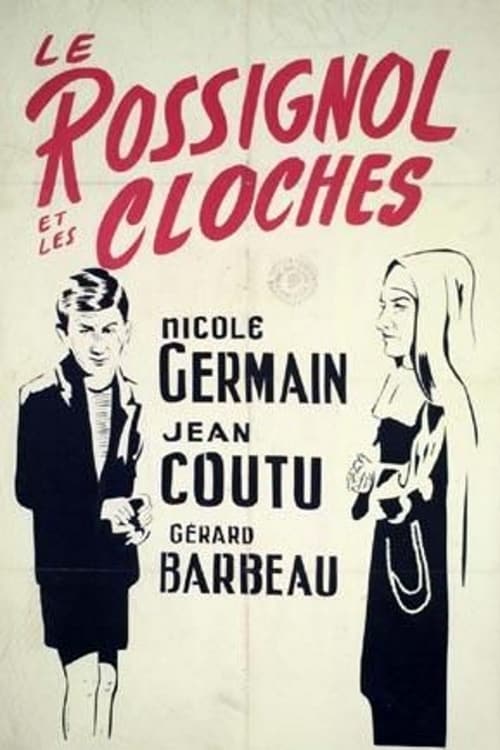 LE
ROSSIGNOL
ET LES
CLOCHES
NICOLE
GERMAIN
JEAN
COUTU
GÉRARD
BARBEAU